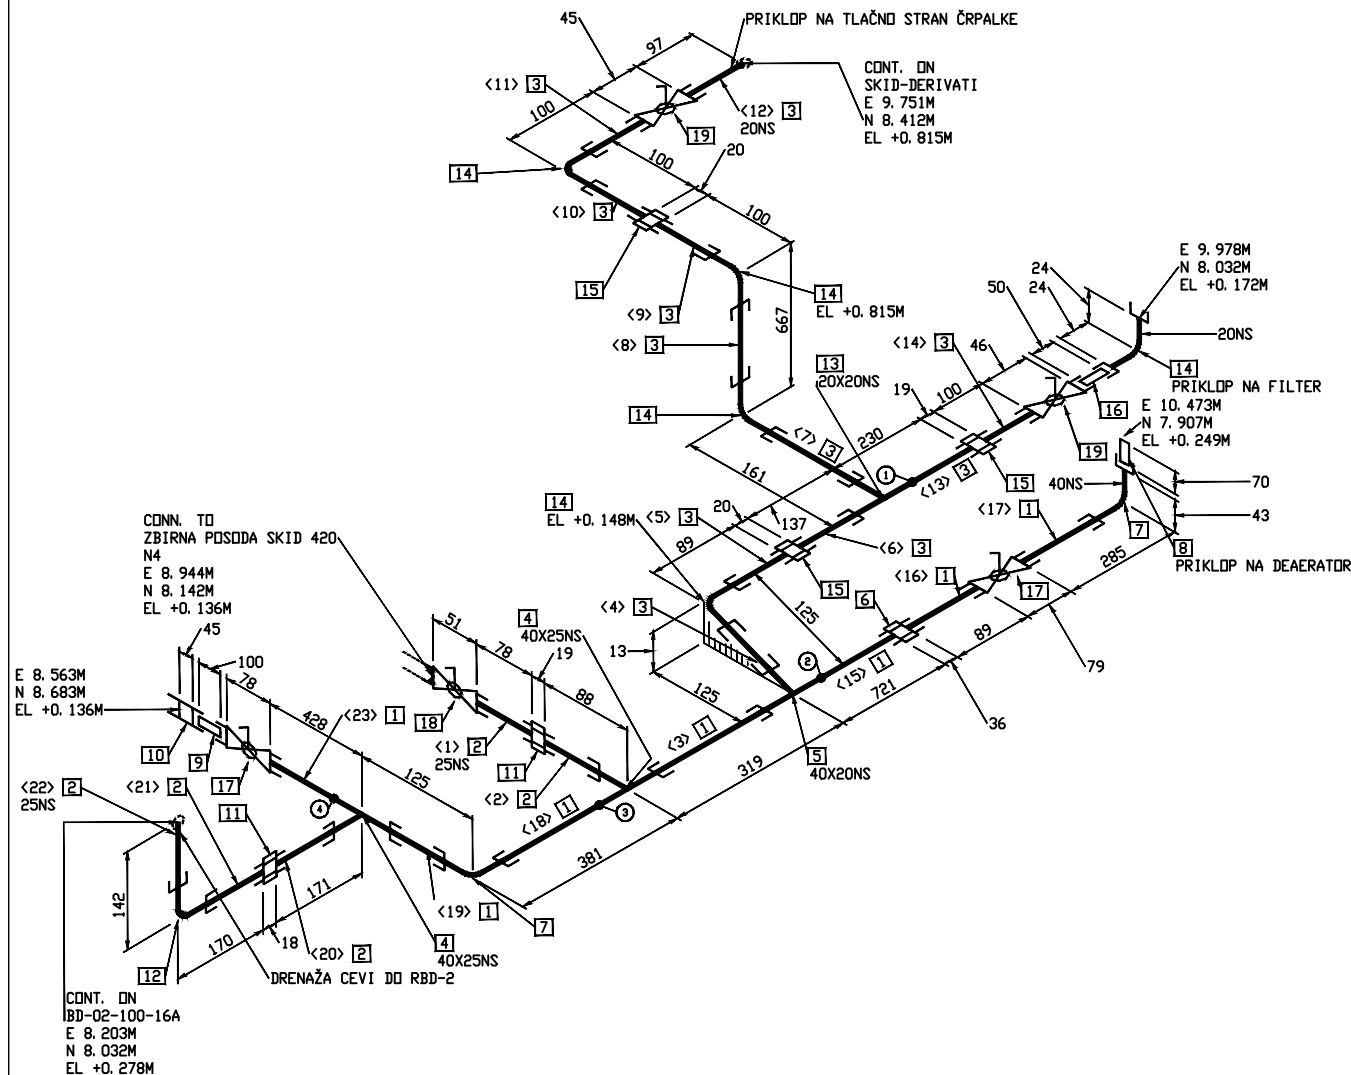 45
PRIKLOP NA TLAČNO STRAN ČRPALKE
97
CONT. ON
SKID-DERIVATI
E 9.751M
N 8.412M
EL +0.815M
<11> 3
100
<12> 3
20NS
19
14
100
20
<10> 3
100
15
14
EL +0.815M
<9> 3
667
<8> 3
E 9.978M
N 8.032M
EL +0.172M
24
24
50
20NS
<14> 3
46
14
PRIKLOP NA FILTER
13
20X20NS
19
100
16
E 10.473M
N 7.907M
EL +0.249M
14
<7> 3
230
19
161
1
<13> 3
15
40NS
70
14
EL +0.148M
<5> 3
20
137
<17> 1
7
43
89
<6> 3
8
PRIKLOP NA DEAERATOR
285
CONN. TO
ZBIRNA POSODA SKID 420
N4
E 8.944M
N 8.142M
EL +0.136M
15
<16> 1
17
<4> 3
125
6
4
40X25NS
89
51
78
19
13
79
45
2
<15> 1
100
125
721
36
E 8.563M
N 8.683M
EL +0.136M
78
88
18
428
<23> 1
<1> 2
25NS
<3> 1
10
9
11
5
40X20NS
319
17
125
<2> 2
<22> 2
25NS
<21> 2
4
<18> 1
3
11
381
142
171
<19> 1
7
170
18
<20> 2
4
40X25NS
12
DRENAŽA CEVI DO RBD-2
CONT. ON
BD-02-100-16A
E 8.203M
N 8.032M
EL +0.278M